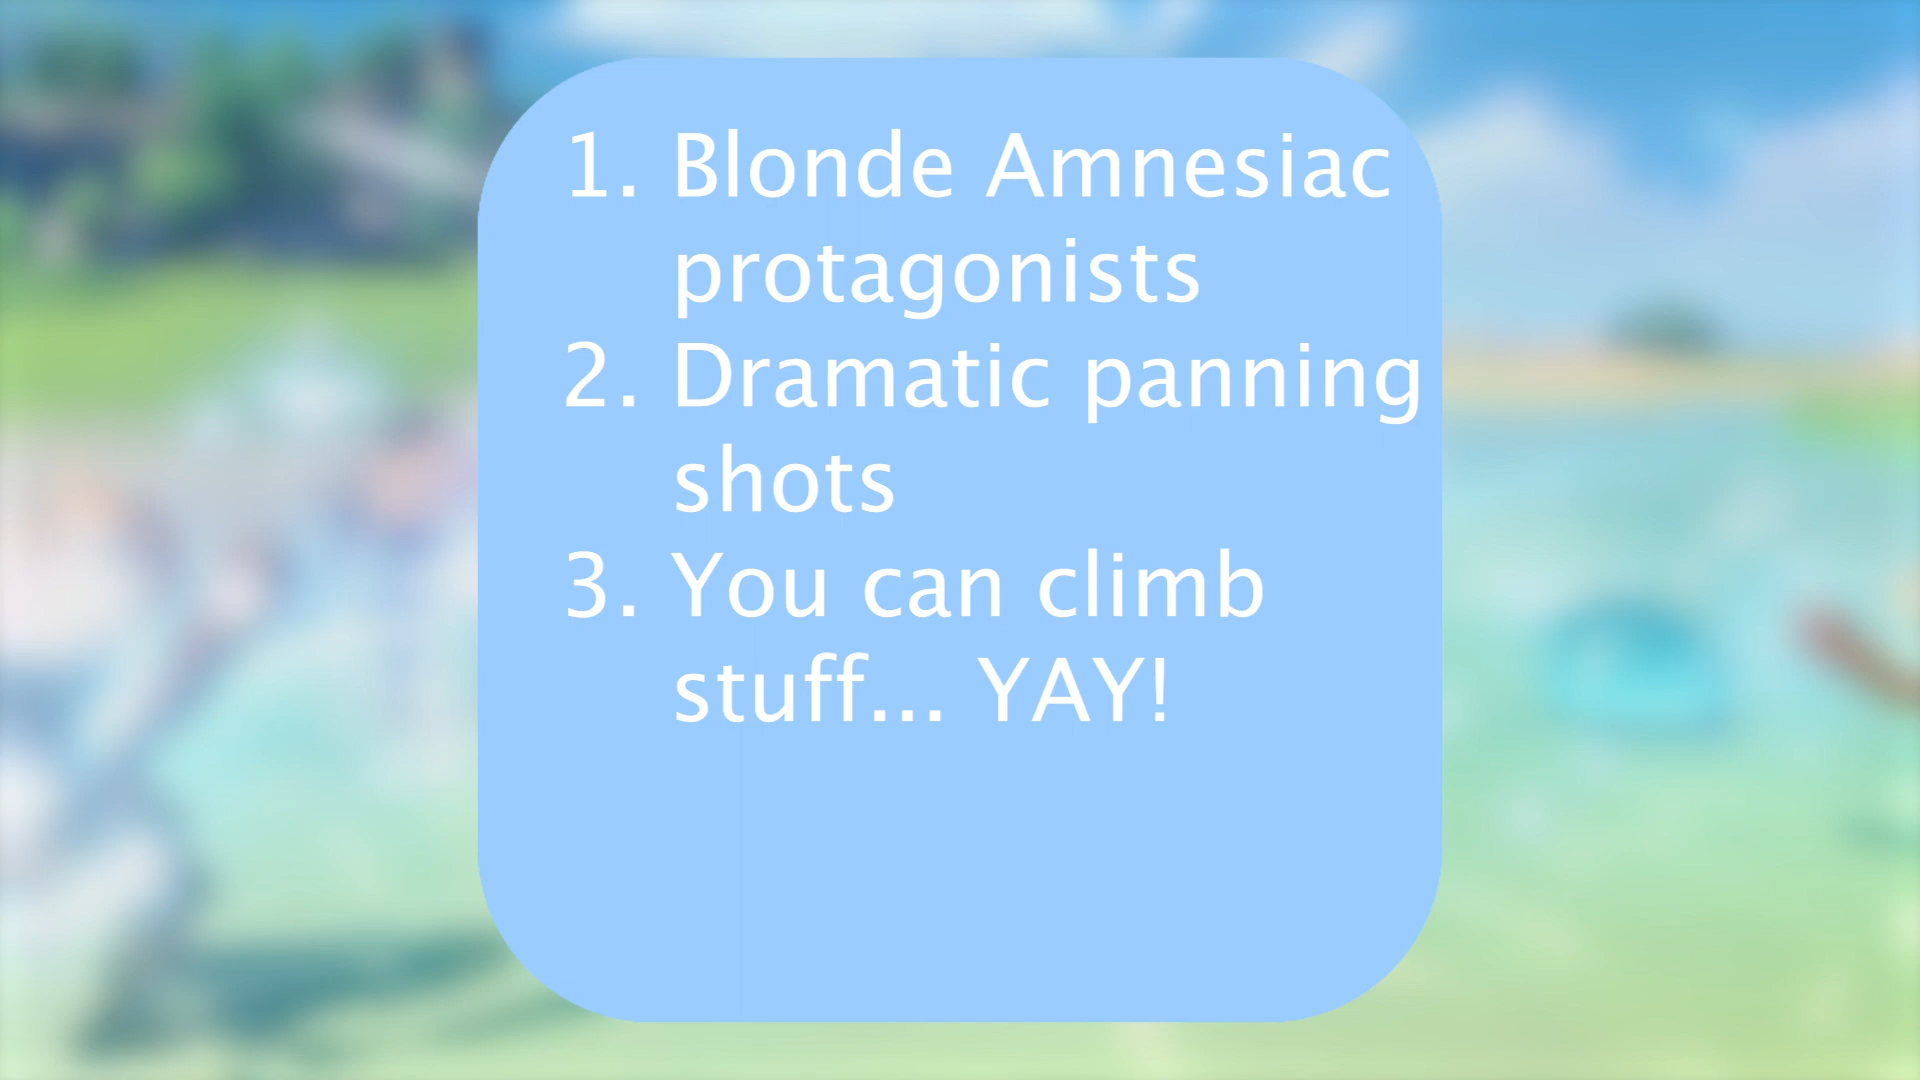 1. Blonde Amnesiac
protagonists
2. Dramatic panning
shots
3. You can climb
stuff... YAY!